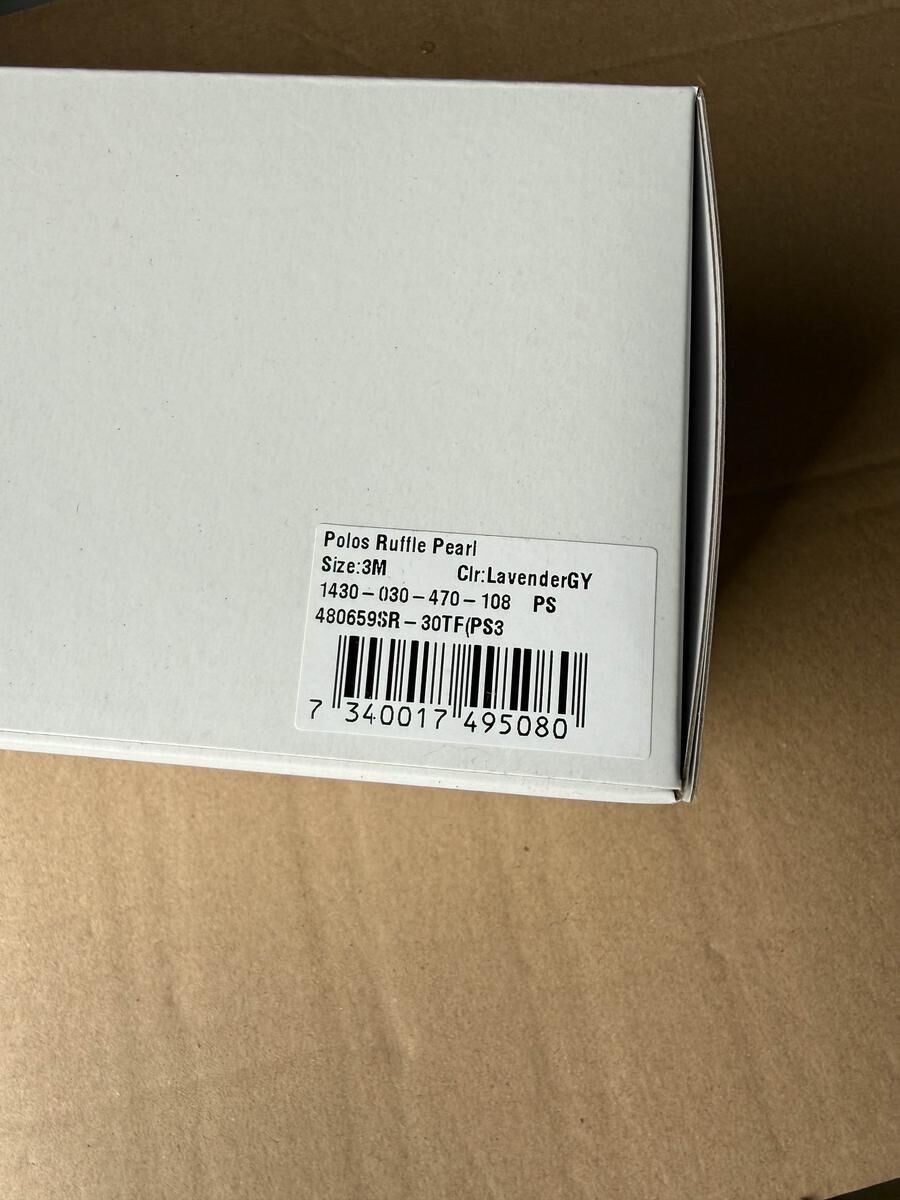 Polos Ruffle Pearl
Size:3M Clr:LavenderGY
1430-030-470-108 PS
480659SR-30TF(PS3
7 340017 495080